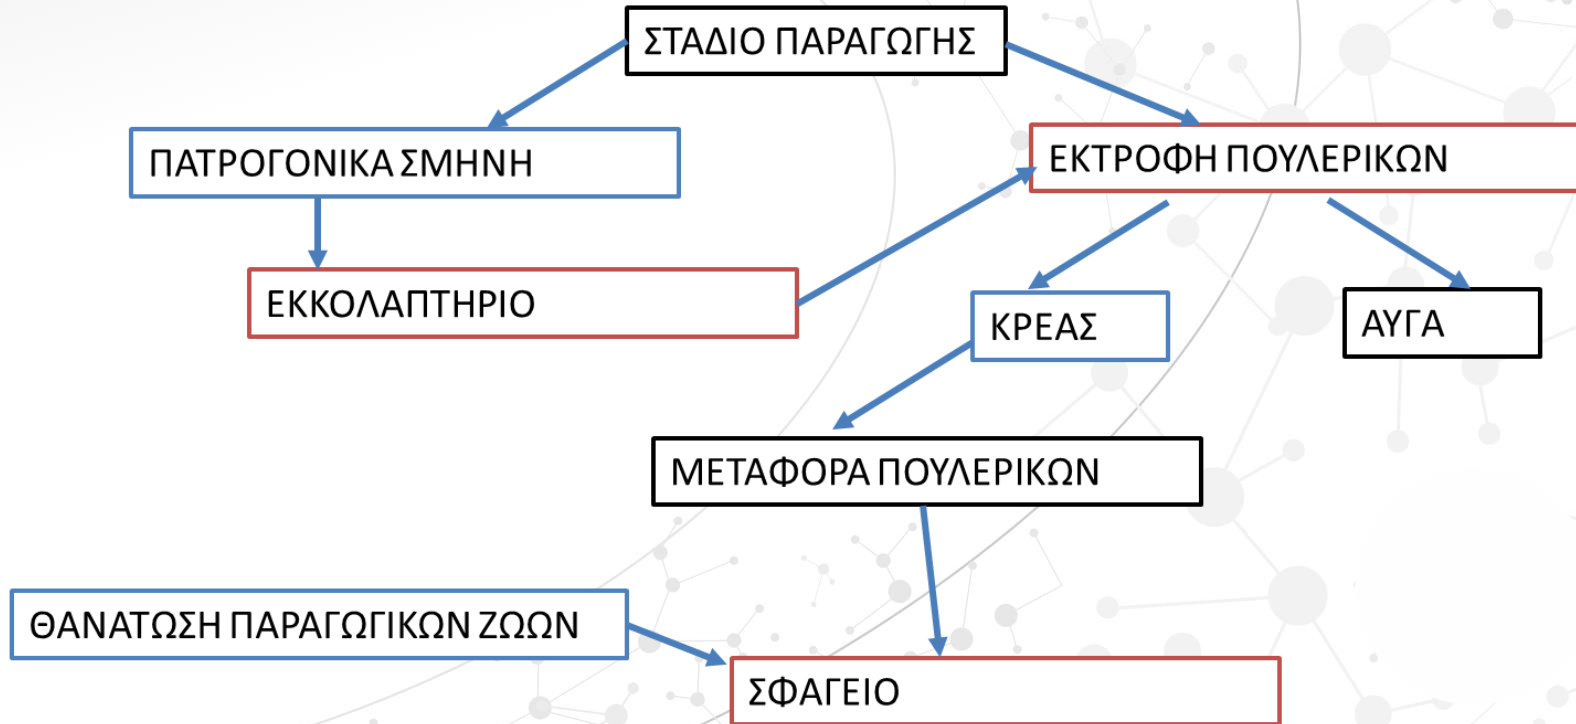 ΣΤΑΔΙΟ ΠΑΡΑΓΩΓΗΣ
ΠΑΤΡΟΓΟΝΙΚΑ ΣΜΗΝΗ
ΕΚΤΡΟΦΗ ΠΟΥΛΕΡΙΚΩΝ
ΕΚΚΟΛΑΠΤΗΡΙΟ
ΚΡΕΑΣ
ΑΥΓΑ
ΜΕΤΑΦΟΡΑ ΠΟΥΛΕΡΙΚΩΝ
ΘΑΝΑΤΩΣΗ ΠΑΡΑΓΩΓΙΚΩΝ ΖΩΩΝ
ΣΦΑΓΕΙΟ